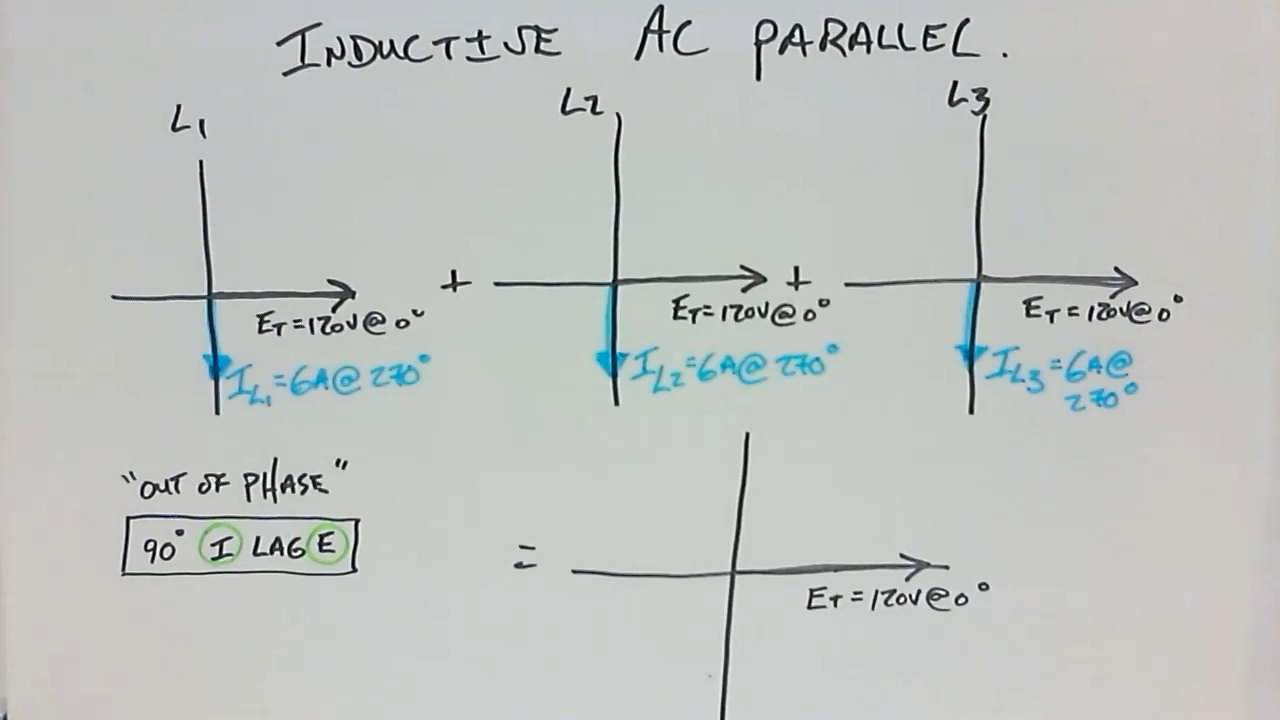 INDUCTIVE AC PARALLEL.
L1
L2
L3
+
+
ET=120V@0°
ET=120V@0°
ET=120V@0°
IL1=6A@270°
IL2=6A@270°
IL3=6A@
270°
"OUT OF PHASE"
90° I LAG E
=
ET=120V@0°